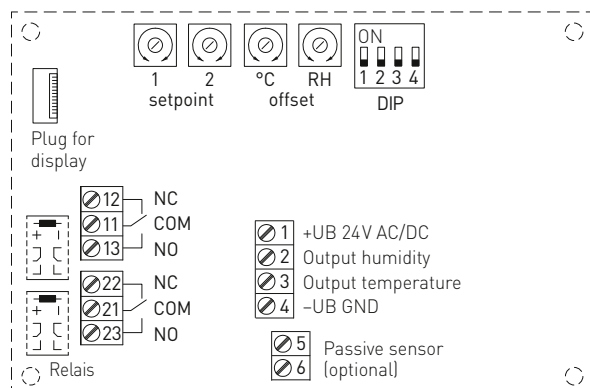 ON
1 2 3 4
1 2 °C RH
setpoint offset DIP
Plug for
display
12 NC
11 COM
13 NO
22 NC
21 COM
23 NO
+ -
+ -
Relais
1 +UB 24V AC/DC
2 Output humidity
3 Output temperature
4 –UB GND
5 Passive sensor
6 (optional)